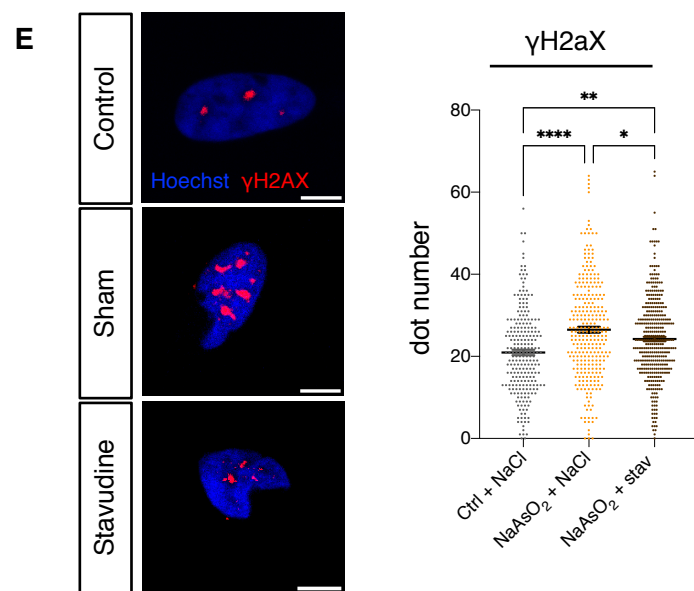 E
Control
Hoechst γH2AX
Sham
Stavudine
γH2aX
**
**** *
80
60
40
20
0
dot number
Ctrl + NaCl
NaAsO₂ + NaCl
NaAsO₂ + stav